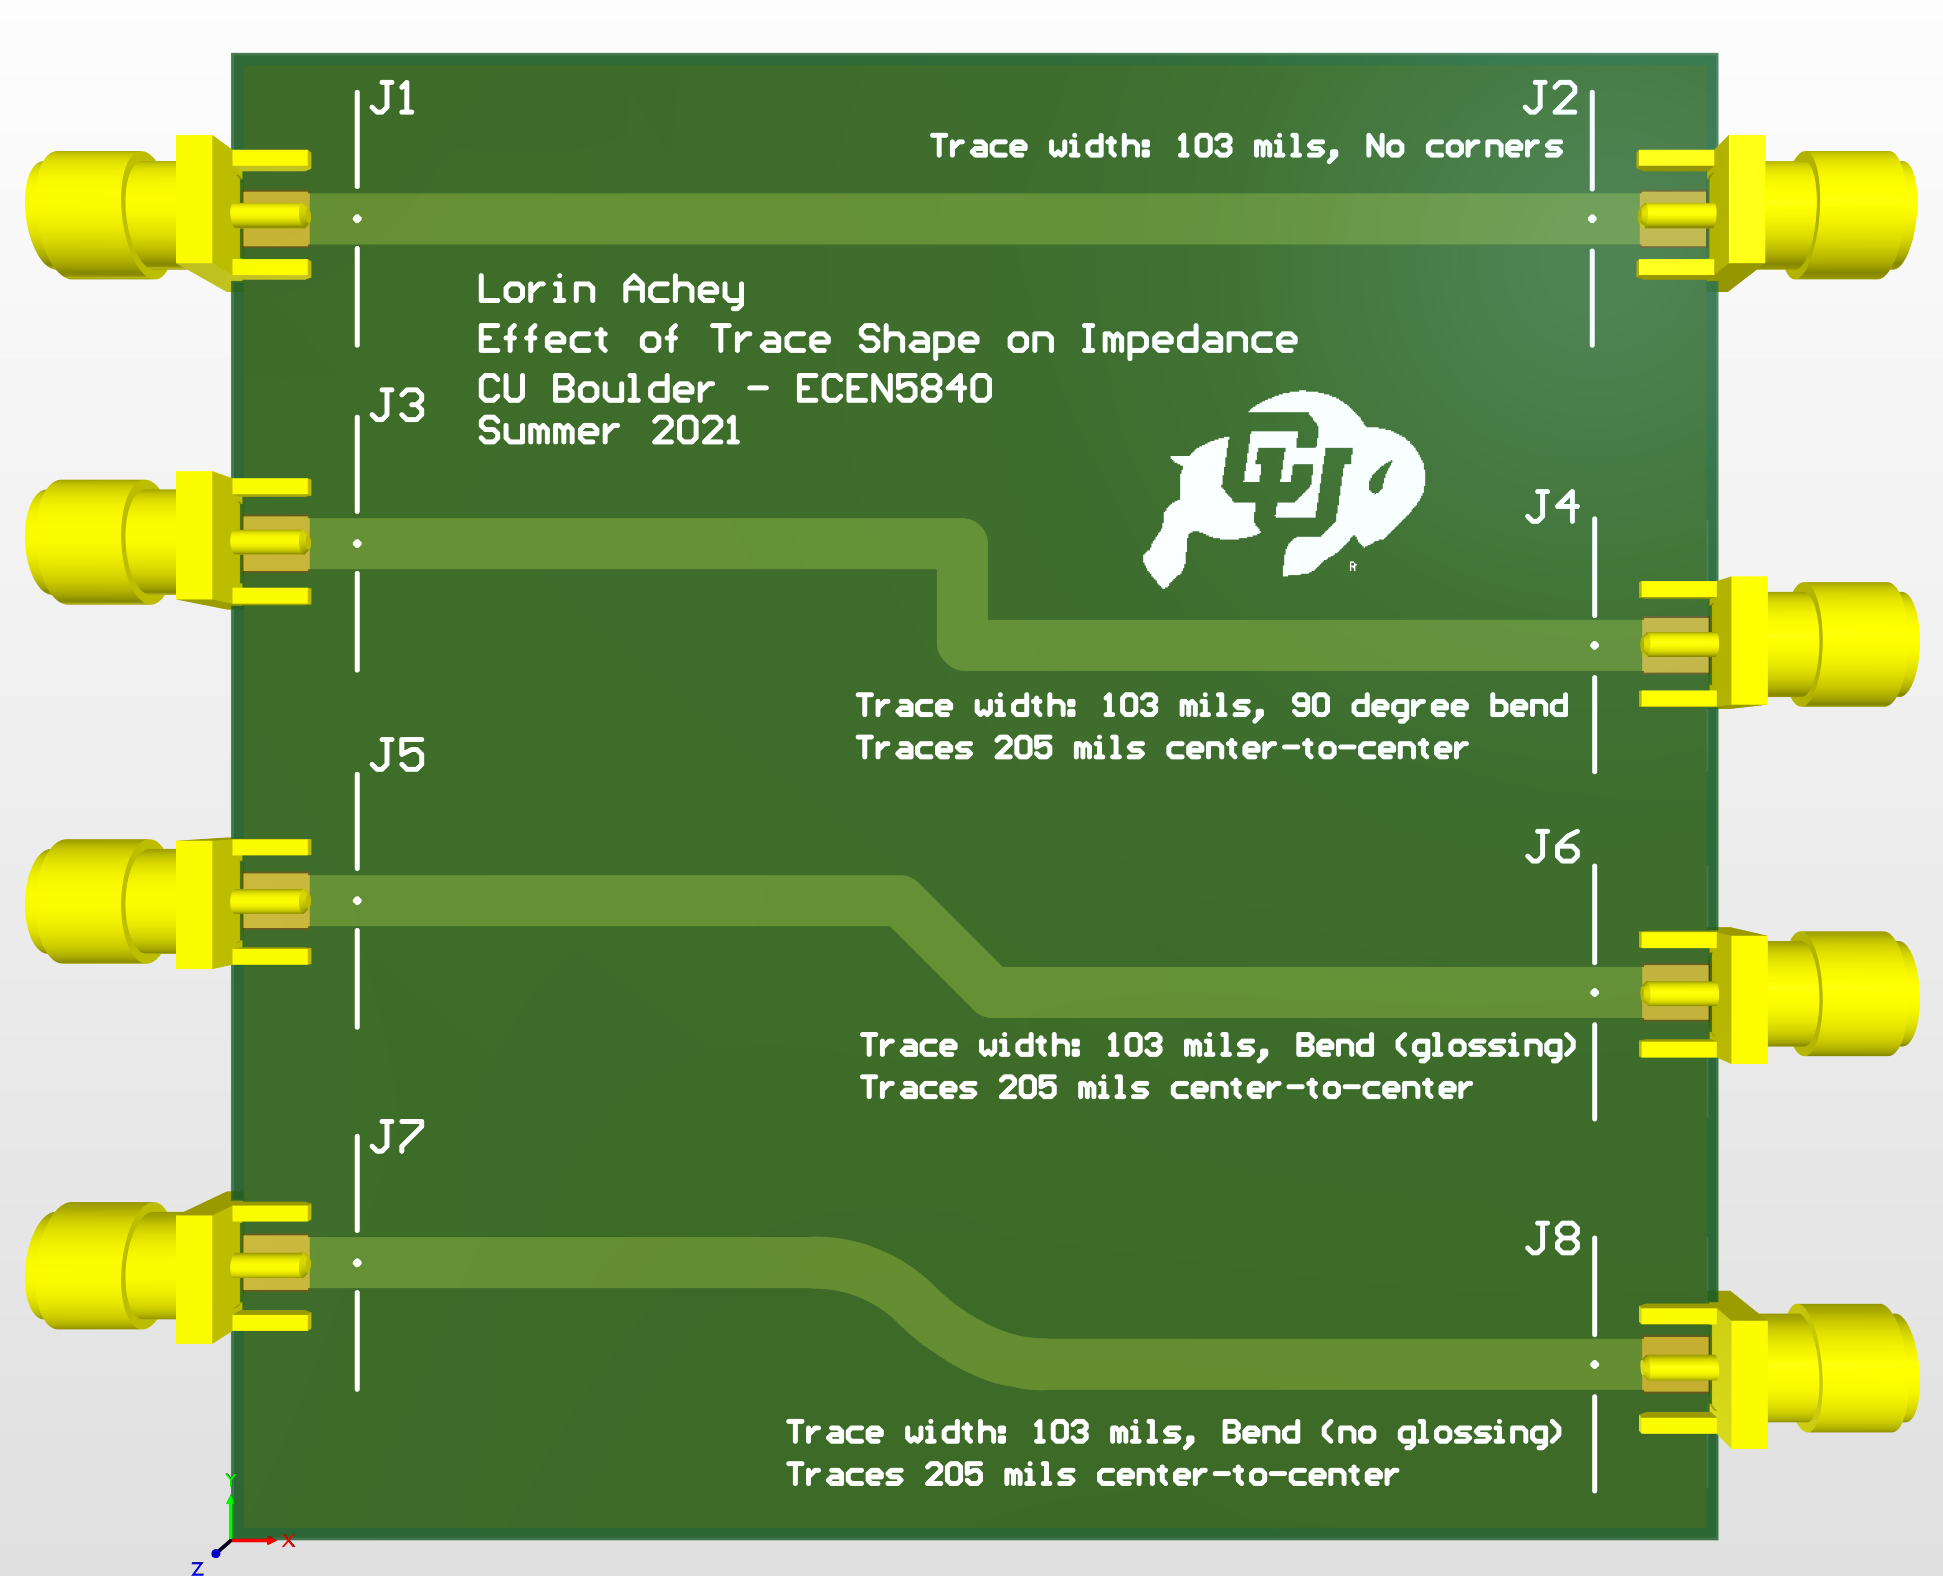 J1
J2
Trace width: 103 mils, No corners
Lorin Achey
Effect of Trace Shape on Impedance
CU Boulder - ECEN5840
Summer 2021
J3
CU
R
J4
Trace width: 103 mils, 90 degree bend
Traces 205 mils center-to-center
J5
J6
Trace width: 103 mils, Bend (glossing)
Traces 205 mils center-to-center
J7
J8
Trace width: 103 mils, Bend (no glossing)
Traces 205 mils center-to-center
Y
X
Z